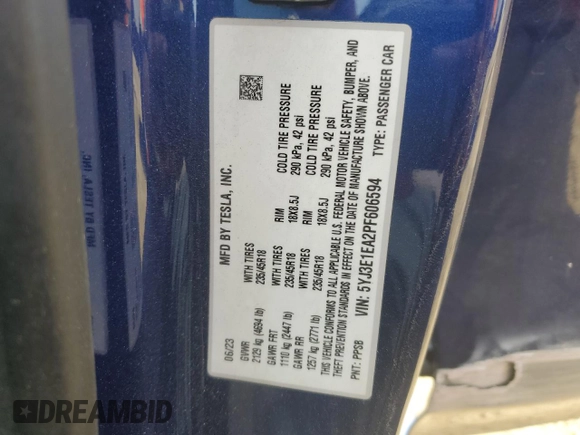 MFD BY TESLA, INC.
06/23
GVWR
2129 kg (4694 lb)
GAWR FRT
1110 kg (2447 lb)
WITH TIRES
235/45R18
RIM
18X8.5J
COLD TIRE PRESSURE
290 kPa, 42 psi
GAWR RR
1257 kg (2771 lb)
WITH TIRES
235/45R18
RIM
18X8.5J
COLD TIRE PRESSURE
290 kPa, 42 psi
WITH TIRES
235/45R18
THIS VEHICLE CONFORMS TO ALL APPLICABLE U.S. FEDERAL MOTOR VEHICLE SAFETY, BUMPER, AND
THEFT PREVENTION STANDARDS IN EFFECT ON THE DATE OF MANUFACTURE SHOWN ABOVE.
VIN: 5YJ3E1EA2PF606594
PNT: PPSB
TYPE: PASSENGER CAR
DREAMBID